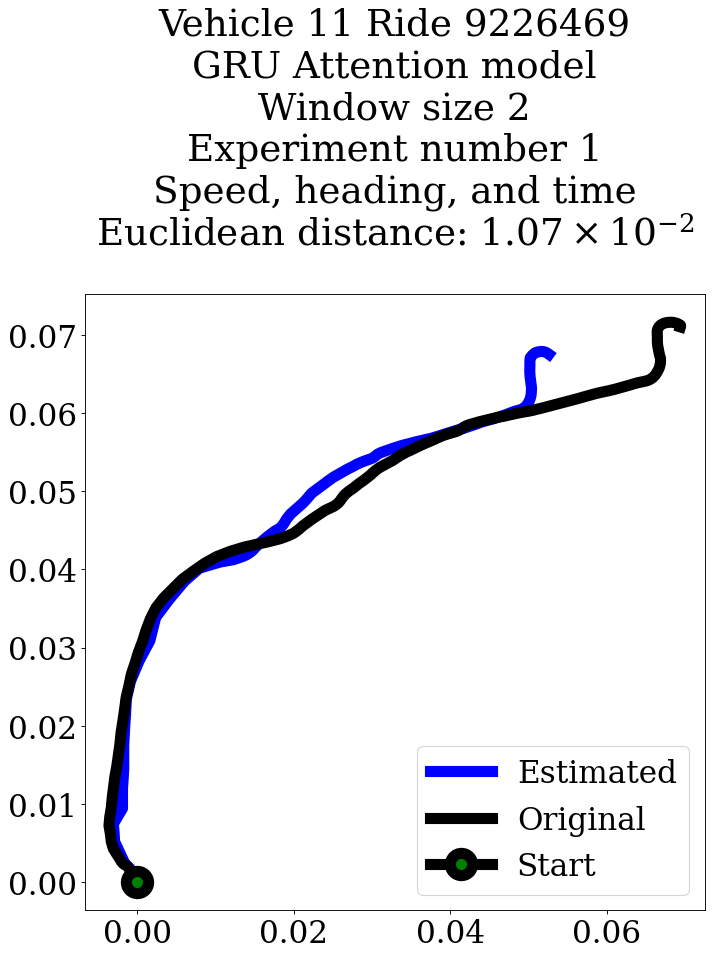 Vehicle 11 Ride 9226469
GRU Attention model
Window size 2
Experiment number 1
Speed, heading, and time
Euclidean distance: 1.07 × 10⁻²
0.07
0.06
0.05
0.04
0.03
0.02
0.01
0.00
Estimated
Original
Start
0.00 0.02 0.04 0.06